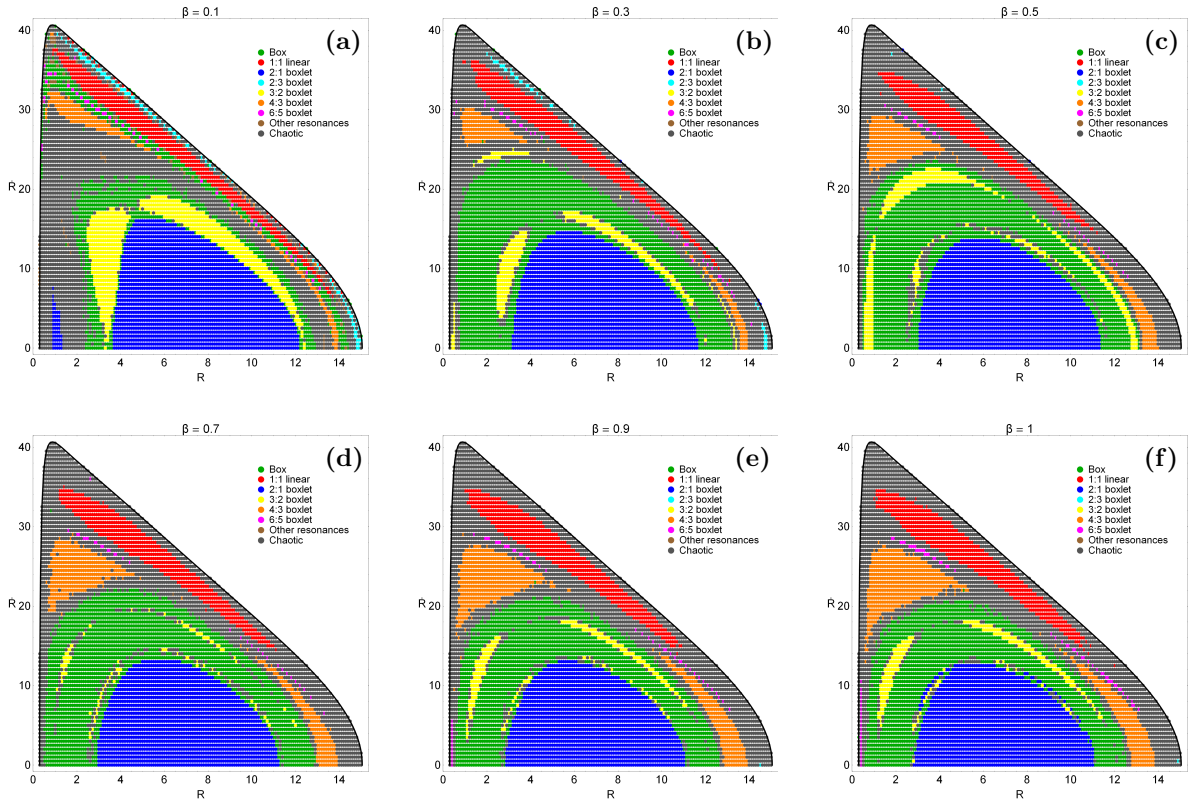 β = 0.1
(a)
Box
1:1 linear
2:1 boxlet
2:3 boxlet
3:2 boxlet
4:3 boxlet
6:5 boxlet
Other resonances
Chaotic
40
30
Ṙ 20
10
0
0 2 4 6 8 10 12 14
R
β = 0.3
(b)
Box
1:1 linear
2:1 boxlet
2:3 boxlet
3:2 boxlet
4:3 boxlet
6:5 boxlet
Other resonances
Chaotic
40
30
Ṙ 20
10
0
0 2 4 6 8 10 12 14
R
β = 0.5
(c)
Box
1:1 linear
2:1 boxlet
2:3 boxlet
3:2 boxlet
4:3 boxlet
6:5 boxlet
Other resonances
Chaotic
40
30
Ṙ 20
10
0
0 2 4 6 8 10 12 14
R
β = 0.7
(d)
Box
1:1 linear
2:1 boxlet
3:2 boxlet
4:3 boxlet
6:5 boxlet
Other resonances
Chaotic
40
30
Ṙ 20
10
0
0 2 4 6 8 10 12 14
R
β = 0.9
(e)
Box
1:1 linear
2:1 boxlet
2:3 boxlet
3:2 boxlet
4:3 boxlet
6:5 boxlet
Other resonances
Chaotic
40
30
Ṙ 20
10
0
0 2 4 6 8 10 12 14
R
β = 1
(f)
Box
1:1 linear
2:1 boxlet
2:3 boxlet
3:2 boxlet
4:3 boxlet
6:5 boxlet
Other resonances
Chaotic
40
30
Ṙ 20
10
0
0 2 4 6 8 10 12 14
R